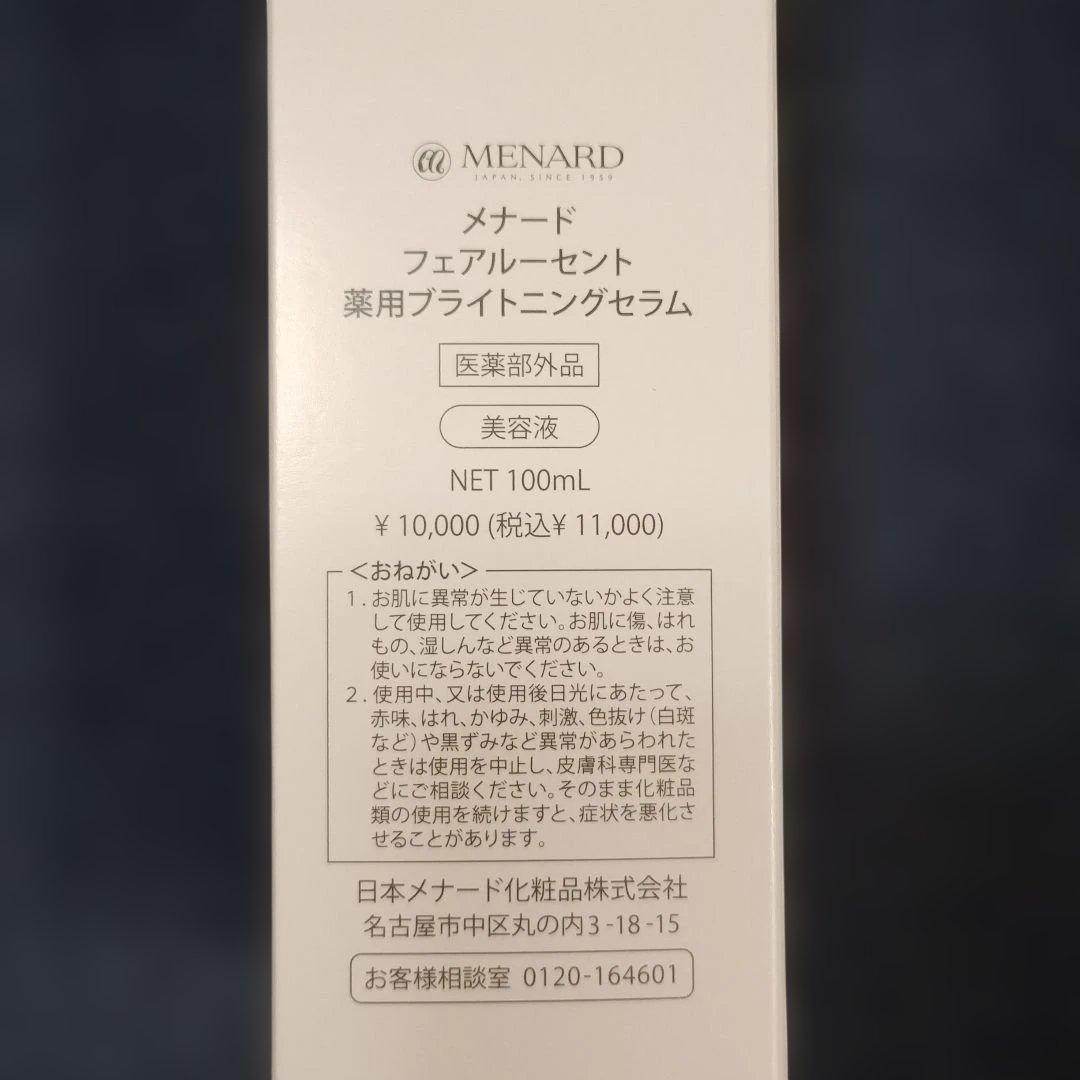 MENARD
JAPAN, SINCE 1959
メナード
フェアルーセント
薬用ブライトニングセラム
医薬部外品
美容液
NET 100mL
¥ 10,000 (税込¥ 11,000)
＜おねがい＞
1. お肌に異常が生じていないかよく注意
して使用してください。お肌に傷、はれ
もの、湿しんなど異常のあるときは、お
使いにならないでください。
2. 使用中、又は使用後日光にあたって、
赤味、はれ、かゆみ、刺激、色抜け（白斑
など）や黒ずみなど異常があらわれた
ときは使用を中止し、皮膚科専門医な
どにご相談ください。そのまま化粧品
類の使用を続けますと、症状を悪化さ
せることがあります。
日本メナード化粧品株式会社
名古屋市中区丸の内3-18-15
お客様相談室 0120-164601